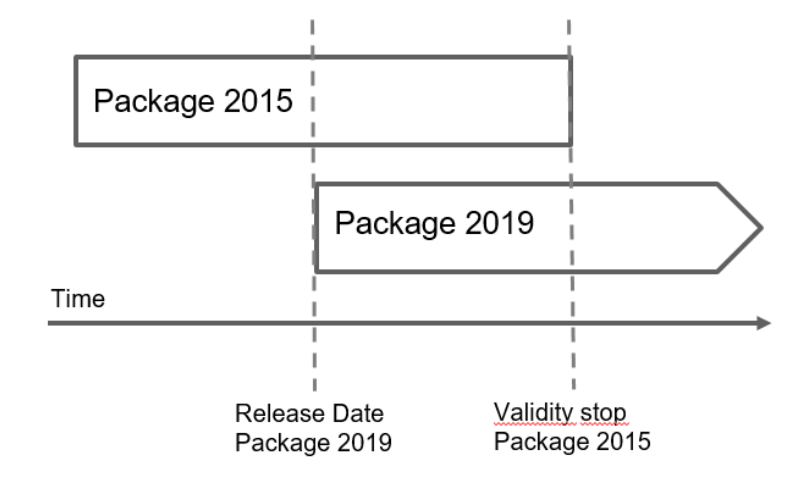 Package 2015
Package 2019
Time
Release Date
Package 2019
Validity stop
Package 2015